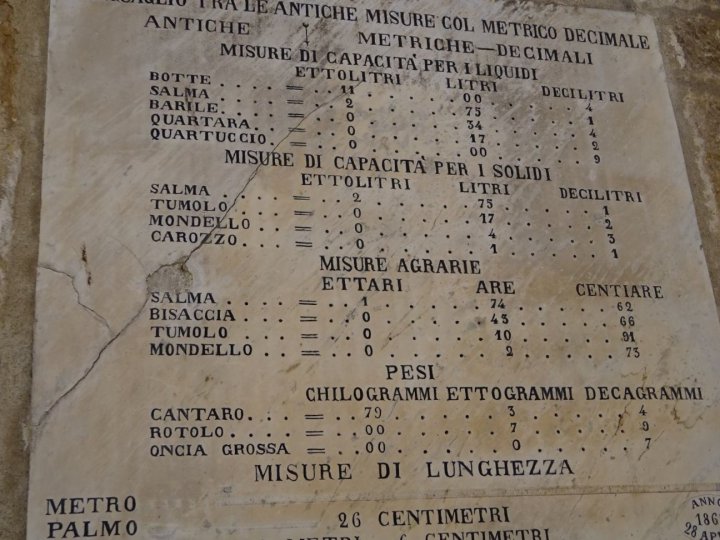 TRA LE ANTICHE MISURE COL METRICO DECIMALE
ANTICHE METRICHE—DECIMALI
MISURE DI CAPACITÀ PER I LIQUIDI
ETTOLITRI LITRI DECILITRI
BOTTE .... = .. 11 ....... 00 ....... 4
SALMA .... = .. 2 ....... 75 ....... 1
BARILE .... = .. 0 ....... 34 ....... 4
QUARTARA .. = .. 0 ....... 17 ....... 2
QUARTUCCIO . = .. 0 ....... 00 ....... 9
MISURE DI CAPACITÀ PER I SOLIDI
ETTOLITRI LITRI DECILITRI
SALMA .... = .. 2 ....... 75 ....... 1
TUMOLO .... = .. 0 ....... 17 ....... 2
MONDELLO ... = .. 0 ....... 4 ....... 3
CAROZZO .... = .. 0 ....... 1 ....... 1
MISURE AGRARIE
ETTARI ARE CENTIARE
SALMA .... = .. 1 ....... 74 ....... 62
BISACCIA .... = .. 0 ....... 43 ....... 66
TUMOLO .... = .. 0 ....... 10 ....... 91
MONDELLO .... = .. 0 ....... 2 ....... 73
PESI
CHILOGRAMMI ETTOGRAMMI DECAGRAMMI
CANTARO ... = .. 79 ....... 3 ....... 4
ROTOLO .... = .. 00 ....... 7 ....... 9
ONCIA GROSSA = .. 00 ....... 0 ....... 7
MISURE DI LUNGHEZZA
METRO ANNO
PALMO 26 CENTIMETRI 186
6 CENTIMETRI 28